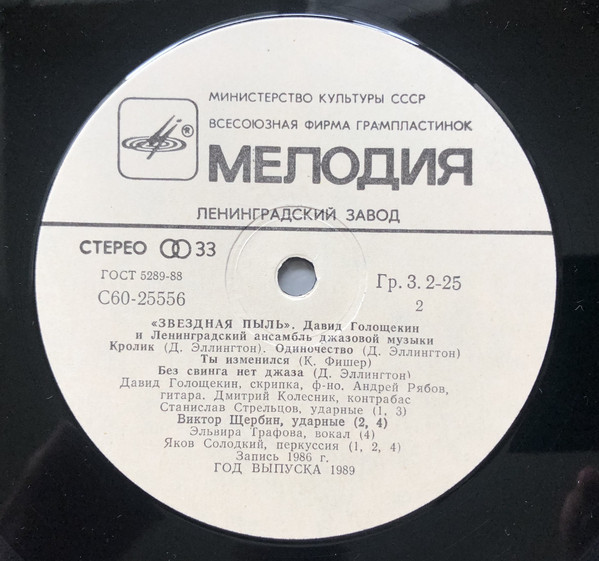 МИНИСТЕРСТВО КУЛЬТУРЫ СССР
ВСЕСОЮЗНАЯ ФИРМА ГРАМПЛАСТИНОК
®
МЕЛОДИЯ
ЛЕНИНГРАДСКИЙ ЗАВОД
СТЕРЕО 33
ГОСТ 5289-88
С60-25556
Гр. 3. 2-25
2
«ЗВЕЗДНАЯ ПЫЛЬ». Давид Голощекин
и Ленинградский ансамбль джазовой музыки
Кролик (Д. Эллингтон). Одиночество (Д. Эллингтон)
Ты изменился (К. Фишер)
Без свинга нет джаза (Д. Эллингтон)
Давид Голощекин, скрипка, ф-но. Андрей Рябов,
гитара. Дмитрий Колесник, контрабас
Станислав Стрельцов, ударные (1, 3)
Виктор Щербин, ударные (2, 4)
Эльвира Трафова, вокал (4)
Яков Солодкий, перкуссия (1, 2, 4)
Запись 1986 г.
ГОД ВЫПУСКА 1989